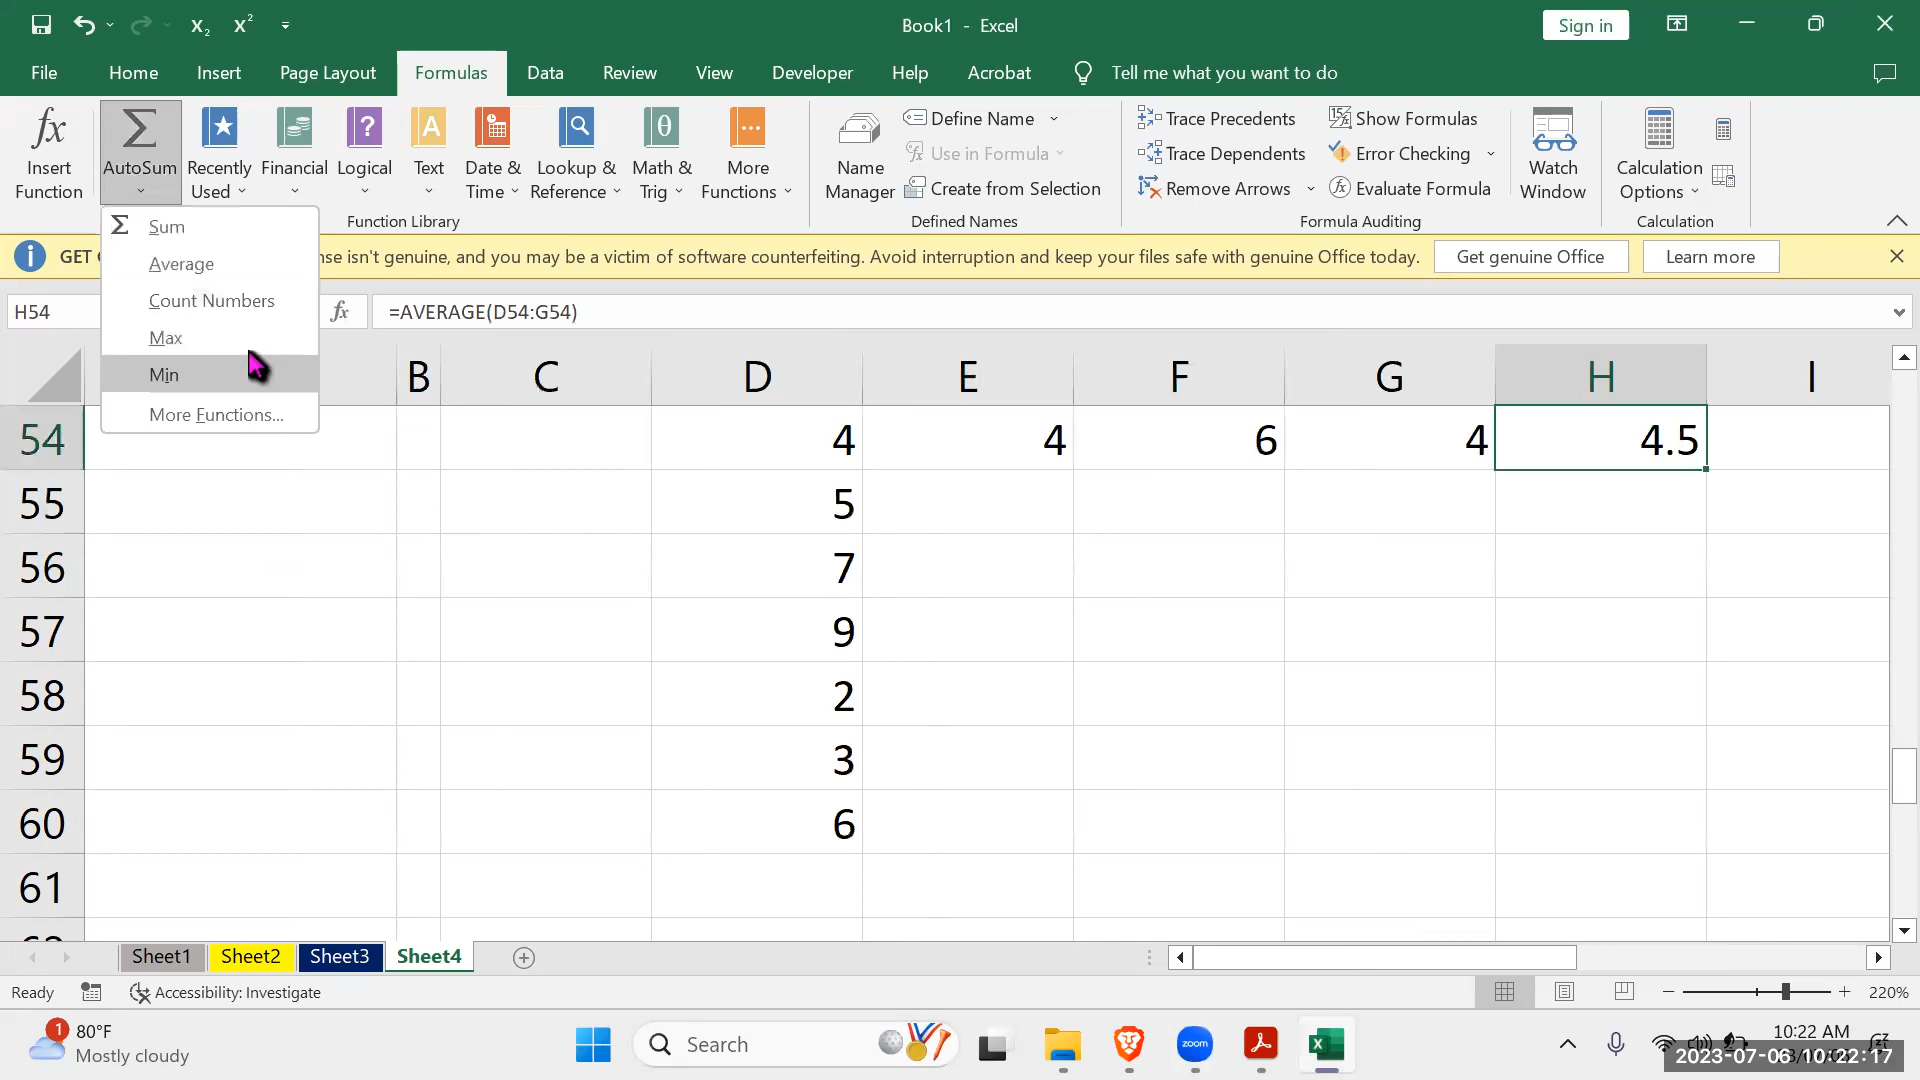 Book1 - Excel
Sign in
File Home Insert Page Layout Formulas Data Review View Developer Help Acrobat Tell me what you want to do
Insert Function
AutoSum
Recently Used
Financial
Logical
Text
Date & Time
Lookup & Reference
Math & Trig
More Functions
Function Library
Name Manager
Define Name
Use in Formula
Create from Selection
Defined Names
Trace Precedents
Trace Dependents
Remove Arrows
Show Formulas
Error Checking
Evaluate Formula
Formula Auditing
Watch Window
Calculation Options
Calculation
Sum
Average
Count Numbers
Max
Min
More Functions...
GET nse isn't genuine, and you may be a victim of software counterfeiting. Avoid interruption and keep your files safe with genuine Office today. Get genuine Office Learn more
H54 fx =AVERAGE(D54:G54)
B C D E F G H I
54 4 4 6 4 4.5
55 5
56 7
57 9
58 2
59 3
60 6
61
Sheet1 Sheet2 Sheet3 Sheet4
Ready Accessibility: Investigate 220%
1 80°F
Mostly cloudy
Search
zoom
10:22 AM
2023-07-06 10:22:17